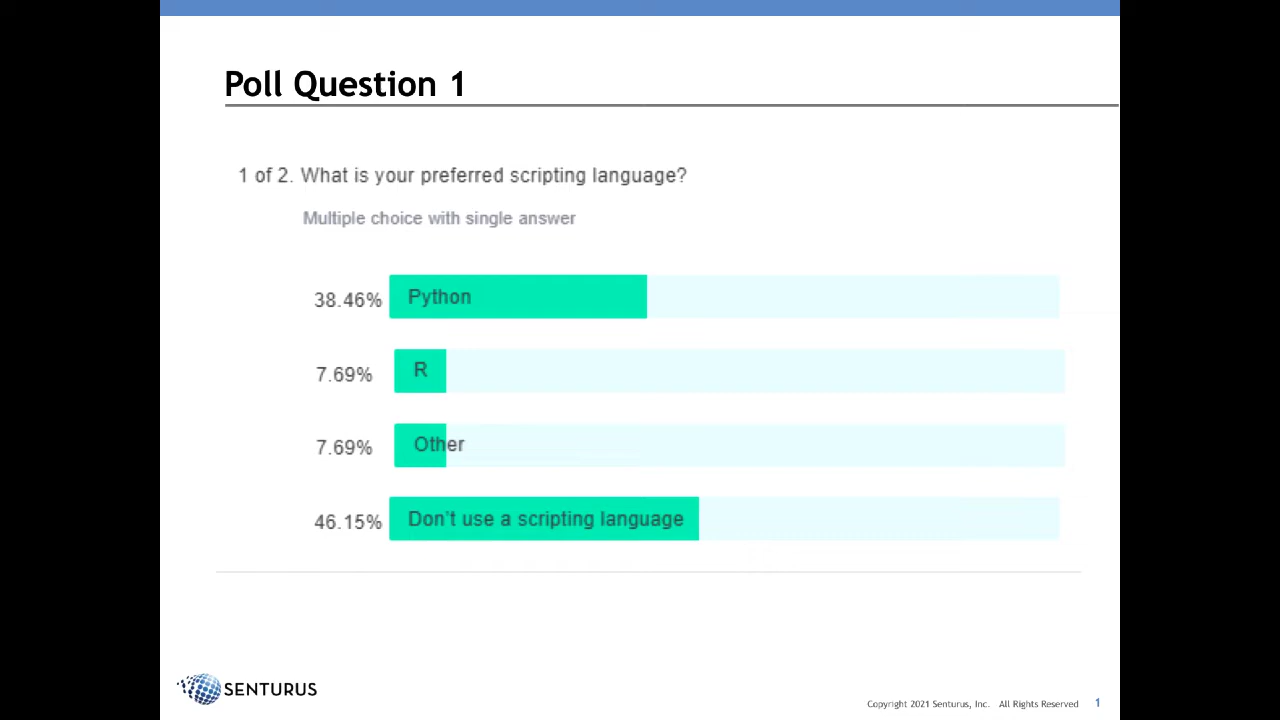 Poll Question 1
1 of 2. What is your preferred scripting language?
Multiple choice with single answer
38.46% Python
7.69% R
7.69% Other
46.15% Don't use a scripting language
SENTURUS
Copyright 2021 Senturus, Inc. All Rights Reserved 1